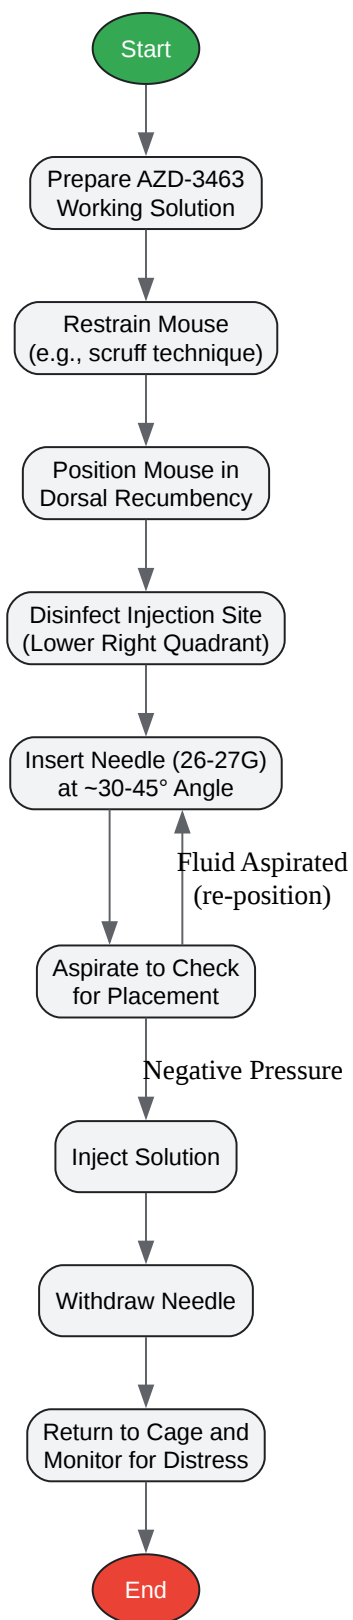 Start
Prepare AZD-3463
Working Solution
Restrain Mouse
(e.g., scruff technique)
Position Mouse in
Dorsal Recumbency
Disinfect Injection Site
(Lower Right Quadrant)
Insert Needle (26-27G)
at ~30-45° Angle
Fluid Aspirated
(re-position)
Aspirate to Check
for Placement
Negative Pressure
Inject Solution
Withdraw Needle
Return to Cage and
Monitor for Distress
End